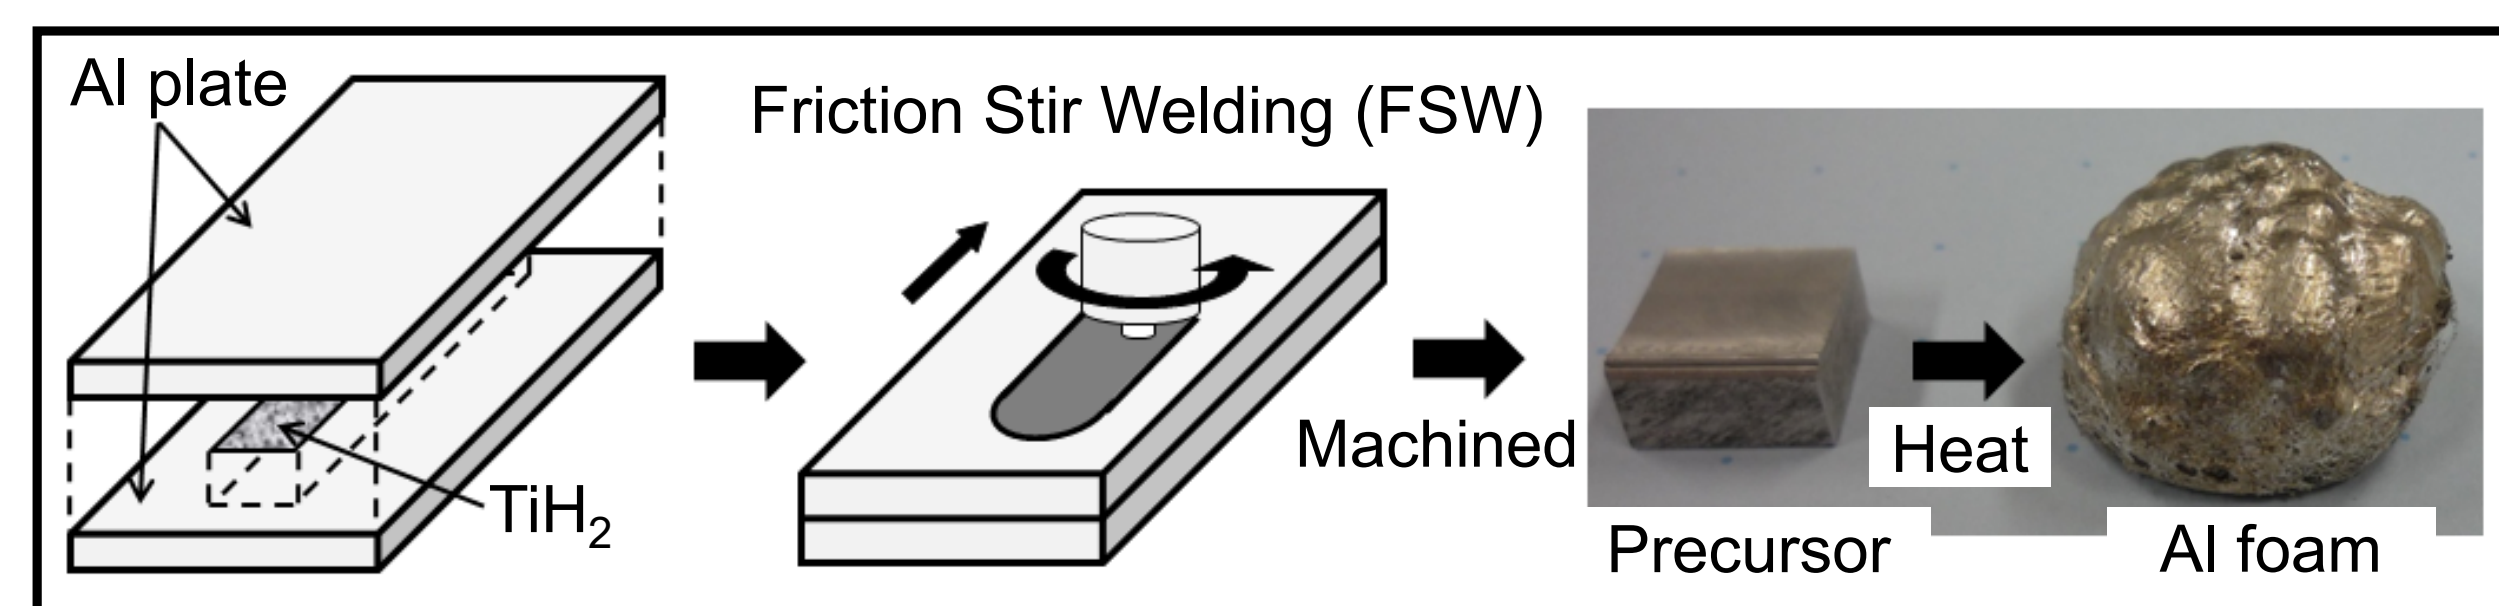 Al plate
TiH₂
Friction Stir Welding (FSW)
Machined
Heat
Precursor
Al foam